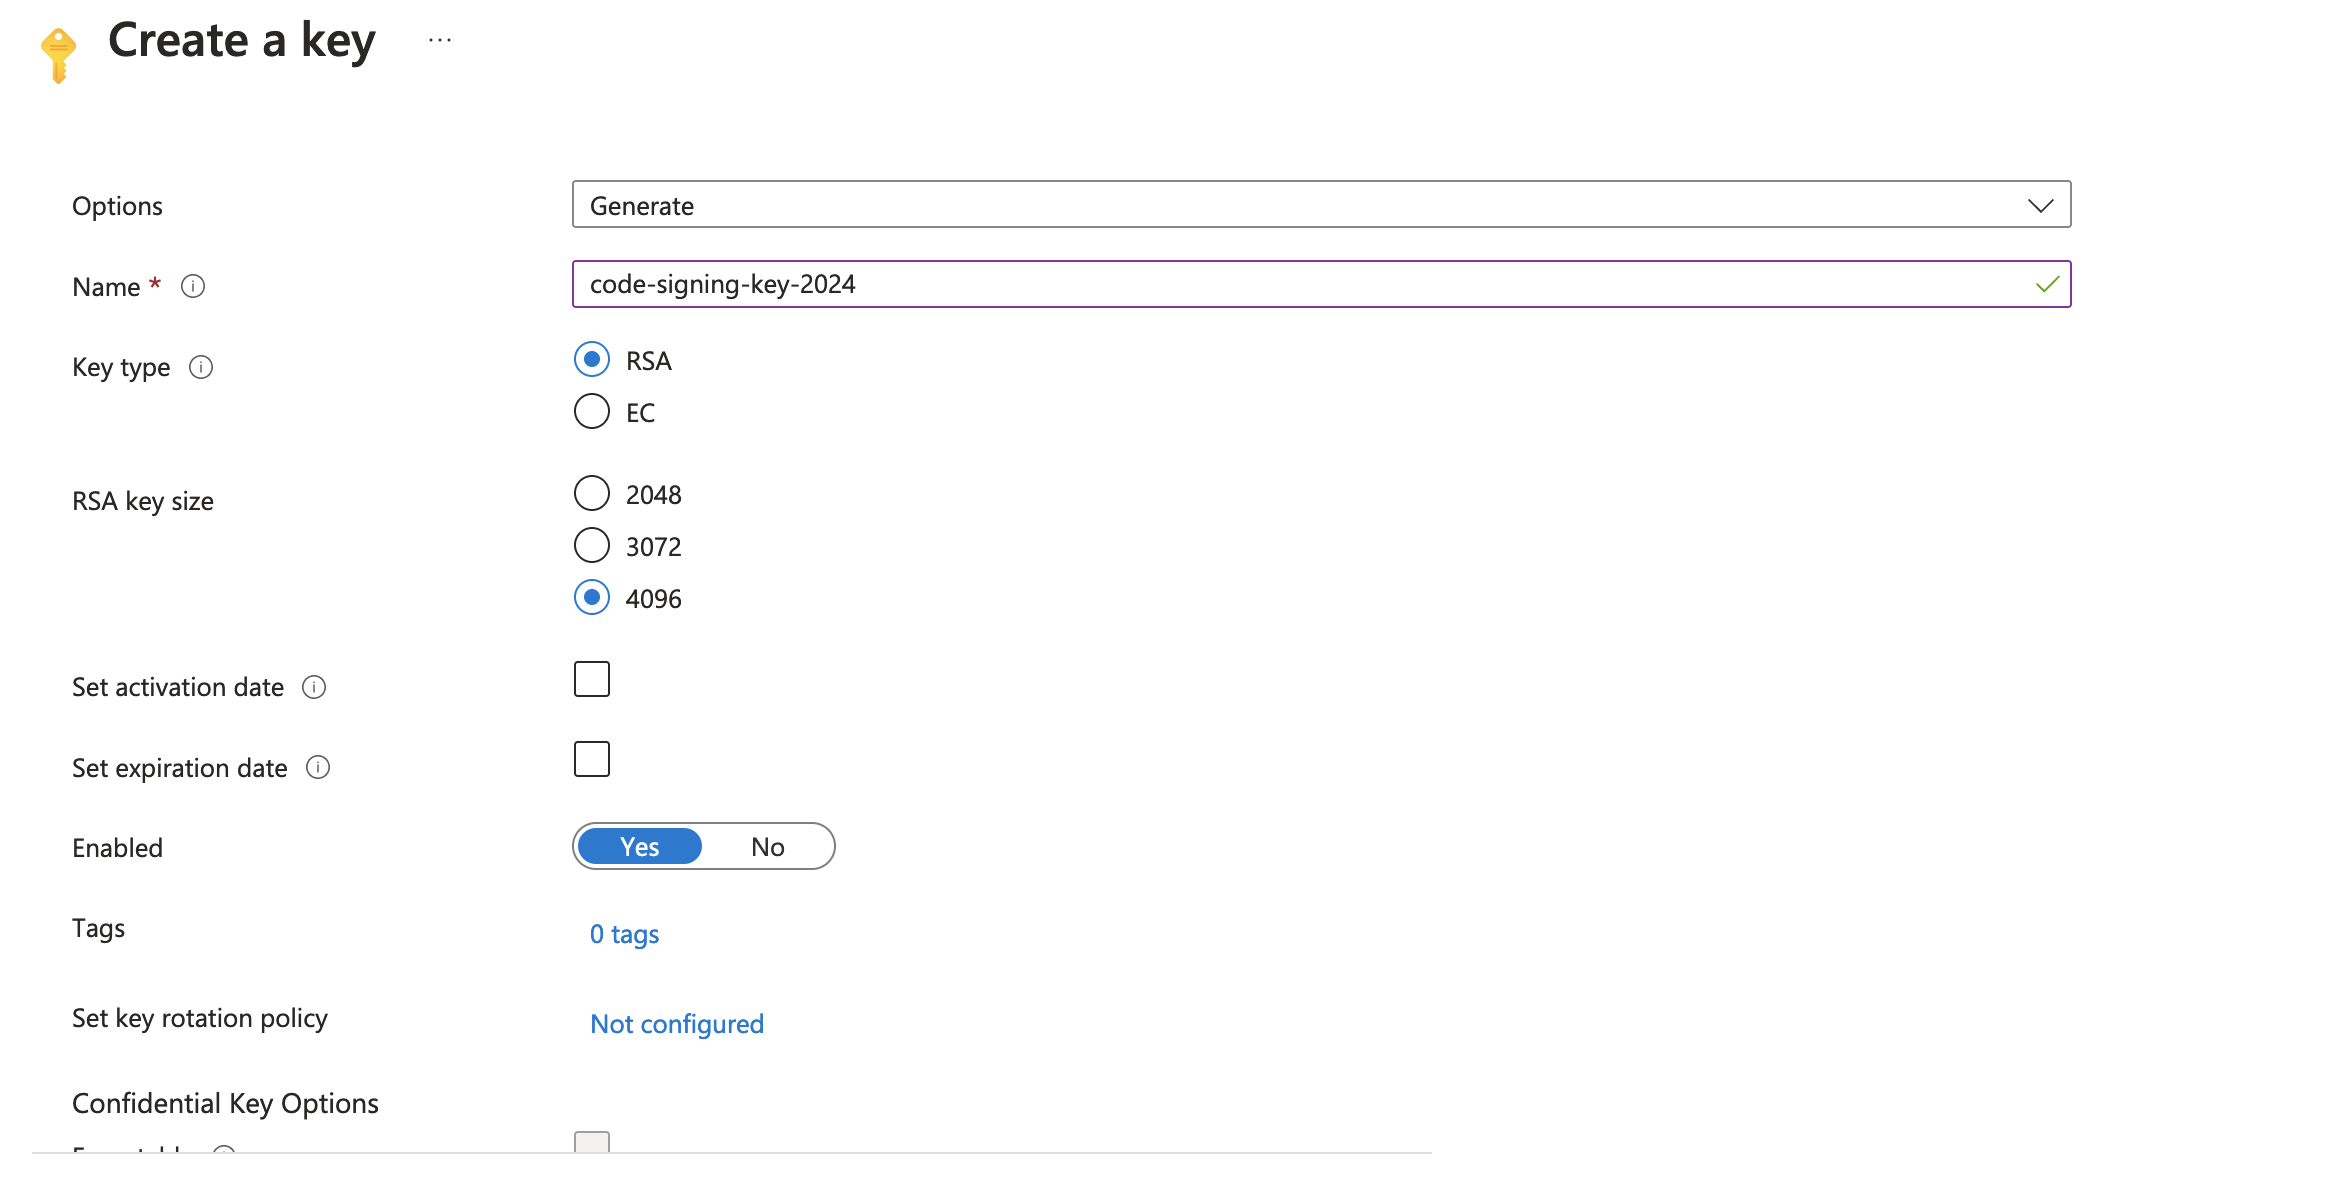 Create a key ...
Options
Generate
Name *
code-signing-key-2024
Key type
RSA
EC
RSA key size
2048
3072
4096
Set activation date
Set expiration date
Enabled
Yes No
Tags
0 tags
Set key rotation policy
Not configured
Confidential Key Options